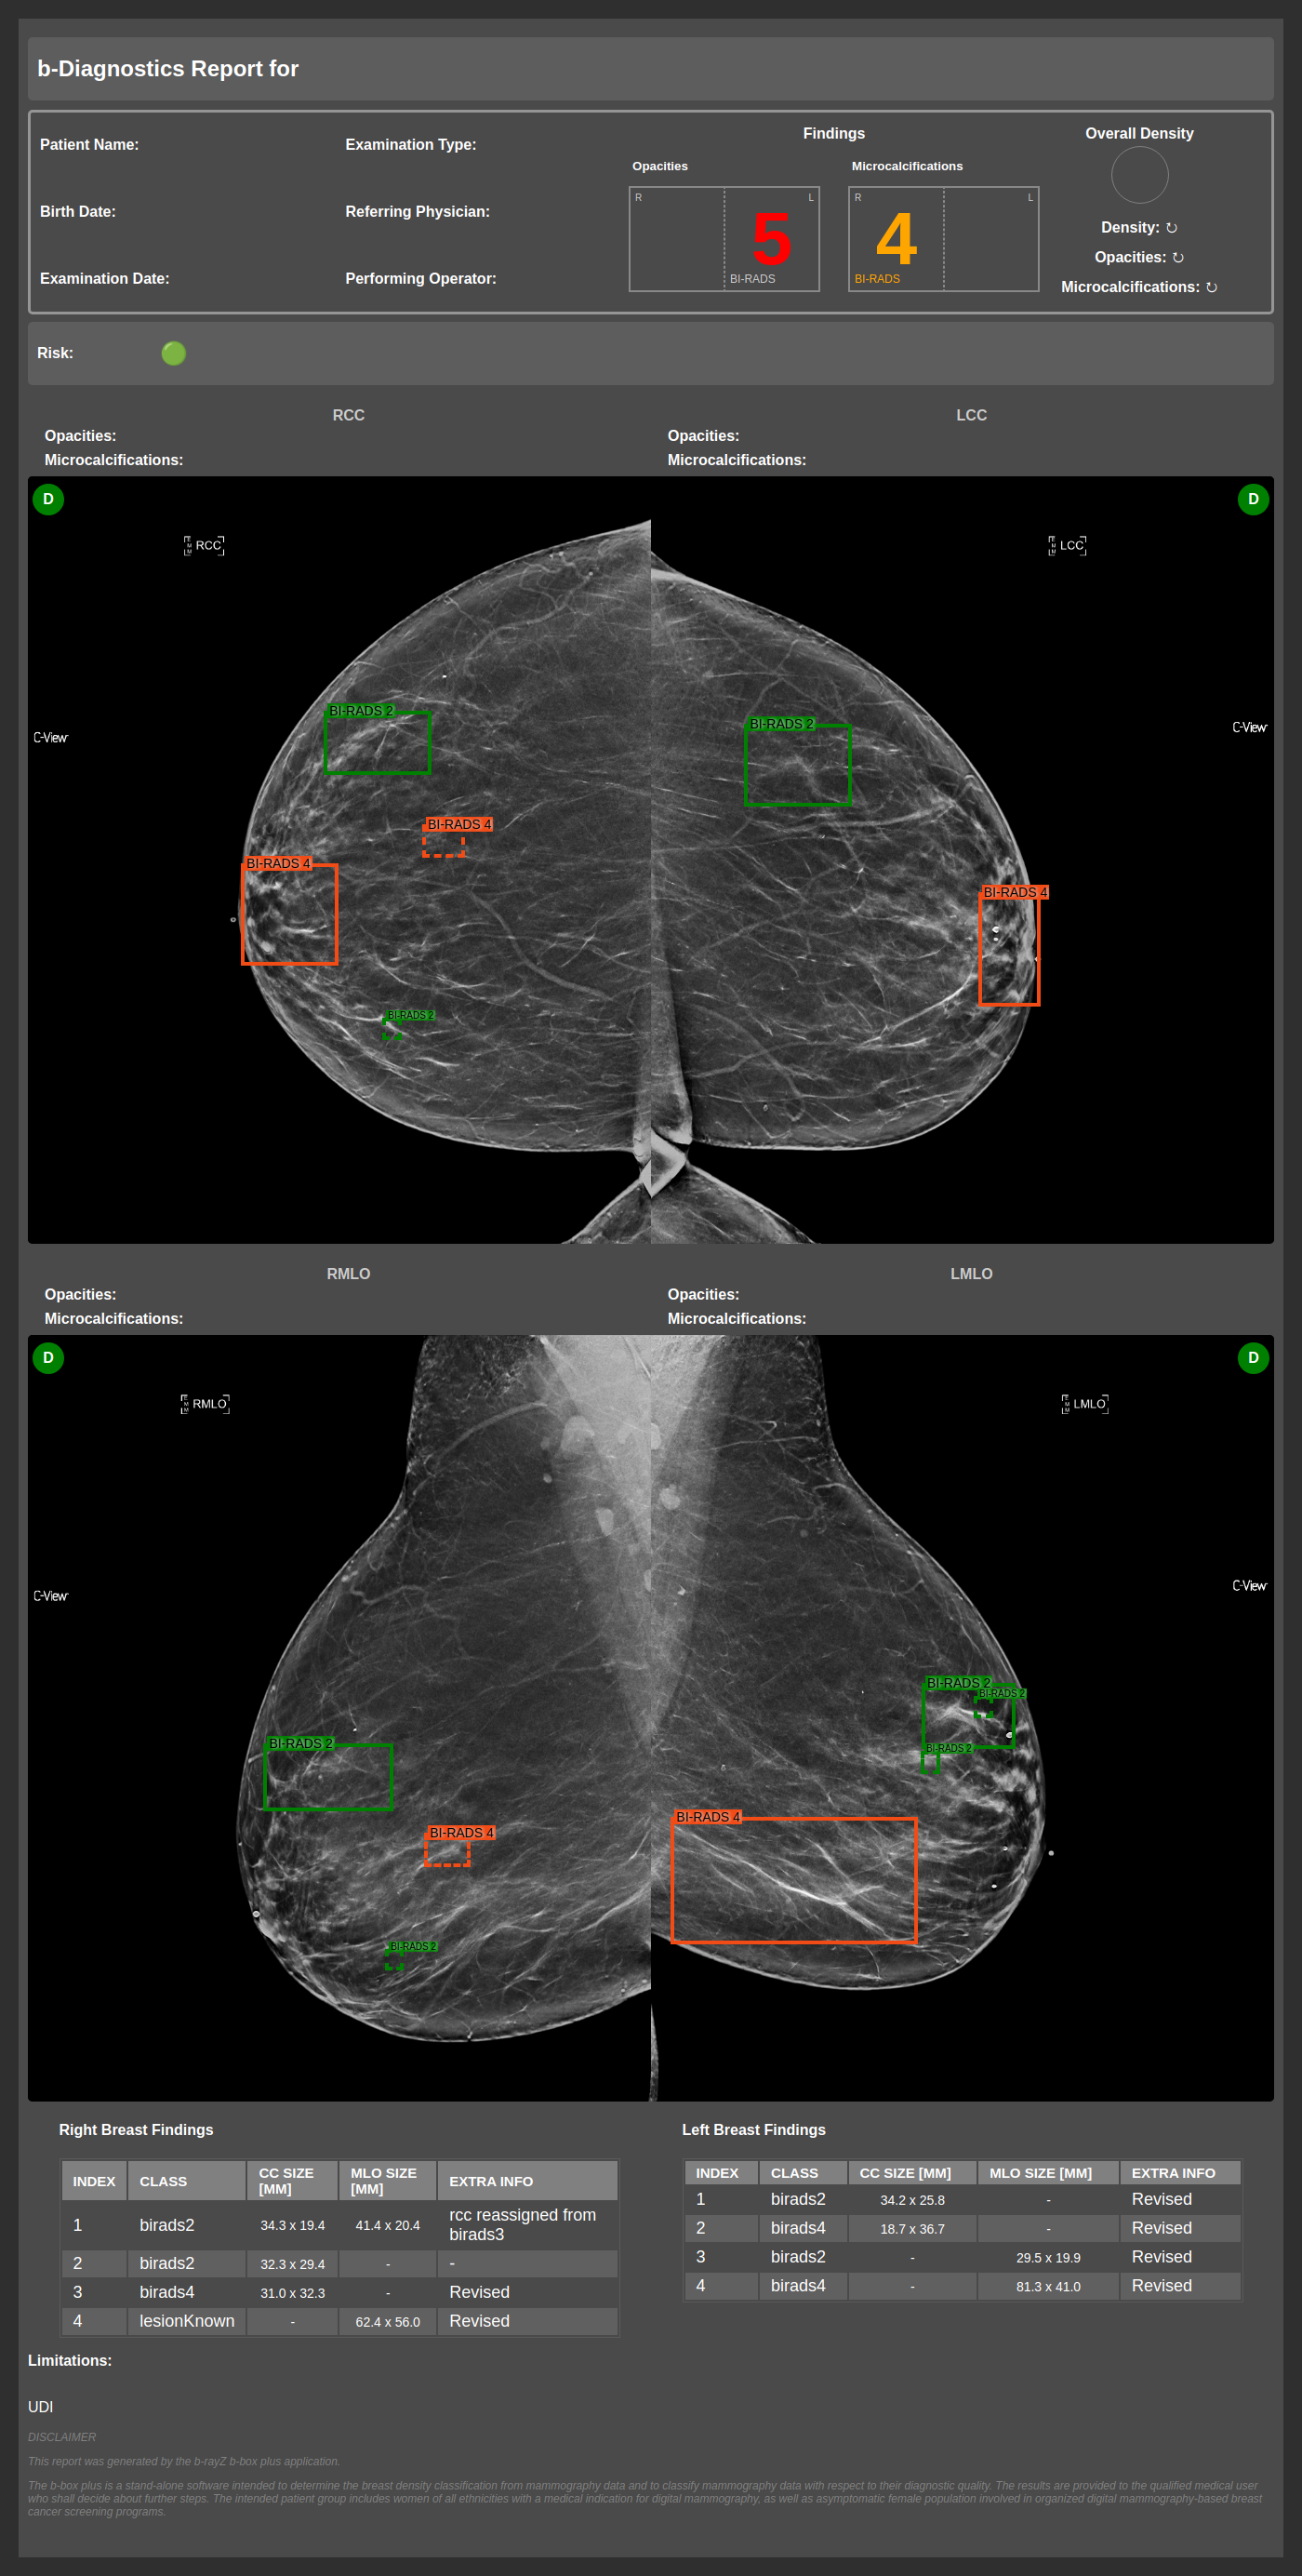 b-Diagnostics Report for
Patient Name:
Examination Type:
Birth Date:
Referring Physician:
Examination Date:
Performing Operator:
Findings
Opacities
R
L
5
BI-RADS
Microcalcifications
R
L
4
BI-RADS
Overall Density
Density:
Opacities:
Microcalcifications:
Risk:
RCC
Opacities:
Microcalcifications:
LCC
Opacities:
Microcalcifications:
D
D
RCC
LCC
C-View
C-View
BI-RADS 2
BI-RADS 2
BI-RADS 4
BI-RADS 4
BI-RADS 4
BI-RADS 2
RMLO
Opacities:
Microcalcifications:
LMLO
Opacities:
Microcalcifications:
D
D
RMLO
LMLO
C-View
C-View
BI-RADS 2
BI-RADS 2
BI-RADS 2
BI-RADS 2
BI-RADS 4
BI-RADS 4
BI-RADS 2
Right Breast Findings
INDEX CLASS CC SIZE [MM] MLO SIZE [MM] EXTRA INFO
1 birads2 34.3 x 19.4 41.4 x 20.4 rcc reassigned from birads3
2 birads2 32.3 x 29.4 - -
3 birads4 31.0 x 32.3 - Revised
4 lesionKnown - 62.4 x 56.0 Revised
Left Breast Findings
INDEX CLASS CC SIZE [MM] MLO SIZE [MM] EXTRA INFO
1 birads2 34.2 x 25.8 - Revised
2 birads4 18.7 x 36.7 - Revised
3 birads2 - 29.5 x 19.9 Revised
4 birads4 - 81.3 x 41.0 Revised
Limitations:
UDI
DISCLAIMER
This report was generated by the b-rayZ b-box plus application.
The b-box plus is a stand-alone software intended to determine the breast density classification from mammography data and to classify mammography data with respect to their diagnostic quality. The results are provided to the qualified medical user
who shall decide about further steps. The intended patient group includes women of all ethnicities with a medical indication for digital mammography, as well as asymptomatic female population involved in organized digital mammography-based breast
cancer screening programs.